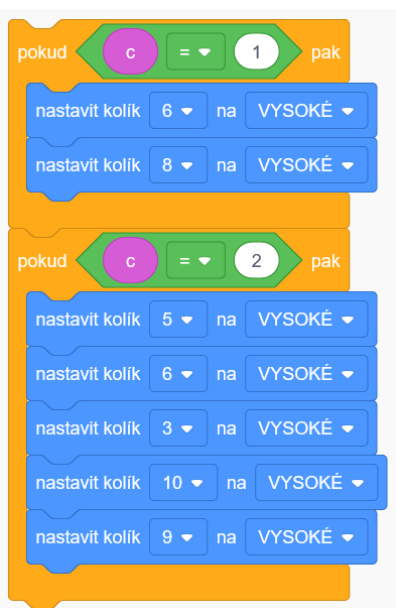 pokud c = 1 pak
nastavit kolík 6 na VYSOKÉ
nastavit kolík 8 na VYSOKÉ
pokud c = 2 pak
nastavit kolík 5 na VYSOKÉ
nastavit kolík 6 na VYSOKÉ
nastavit kolík 3 na VYSOKÉ
nastavit kolík 10 na VYSOKÉ
nastavit kolík 9 na VYSOKÉ